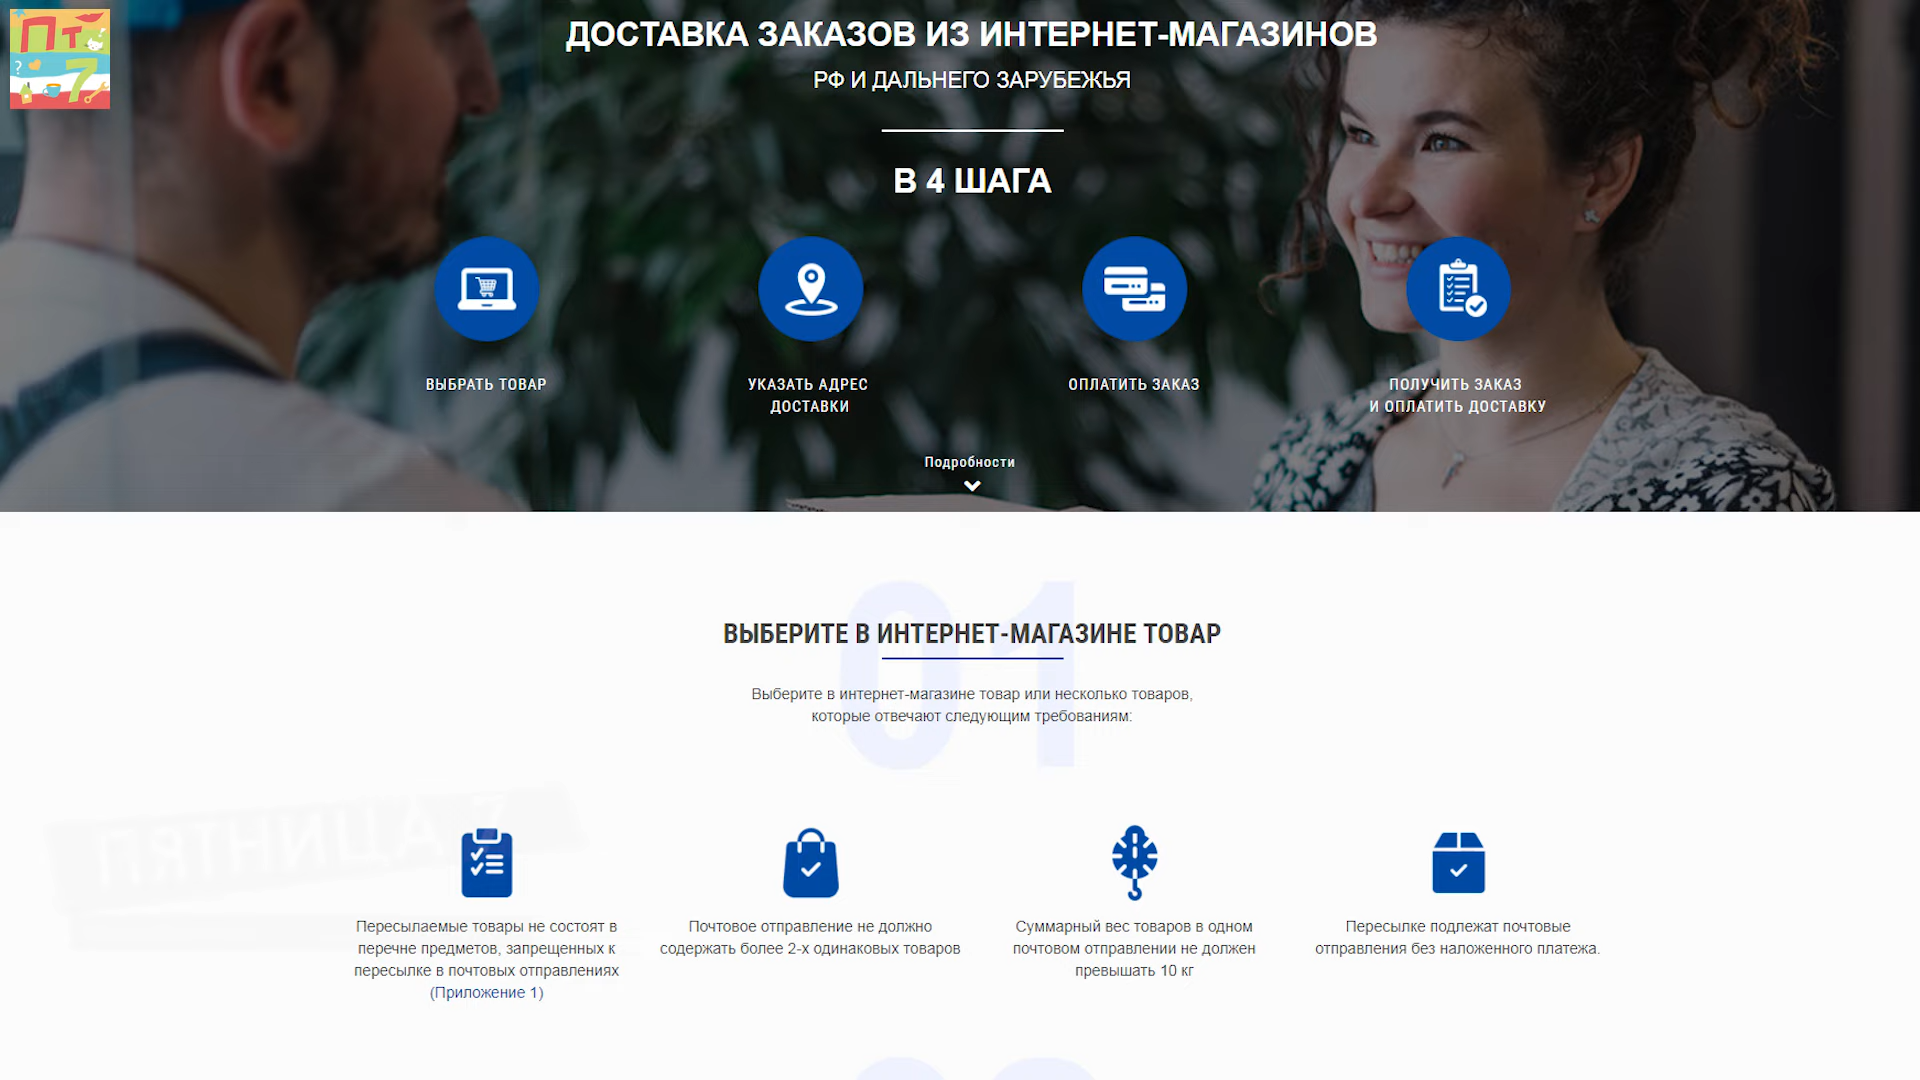 Пт
7
ДОСТАВКА ЗАКАЗОВ ИЗ ИНТЕРНЕТ-МАГАЗИНОВ
РФ И ДАЛЬНЕГО ЗАРУБЕЖЬЯ
В 4 ШАГА
ВЫБРАТЬ ТОВАР
УКАЗАТЬ АДРЕС
ДОСТАВКИ
ОПЛАТИТЬ ЗАКАЗ
ПОЛУЧИТЬ ЗАКАЗ
И ОПЛАТИТЬ ДОСТАВКУ
Подробности
01
ВЫБЕРИТЕ В ИНТЕРНЕТ-МАГАЗИНЕ ТОВАР
Выберите в интернет-магазине товар или несколько товаров,
которые отвечают следующим требованиям:
ПЯТНИЦА 7
Пересылаемые товары не состоят в
перечне предметов, запрещенных к
пересылке в почтовых отправлениях
(Приложение 1)
Почтовое отправление не должно
содержать более 2-х одинаковых товаров
Суммарный вес товаров в одном
почтовом отправлении не должен
превышать 10 кг
Пересылке подлежат почтовые
отправления без наложенного платежа.